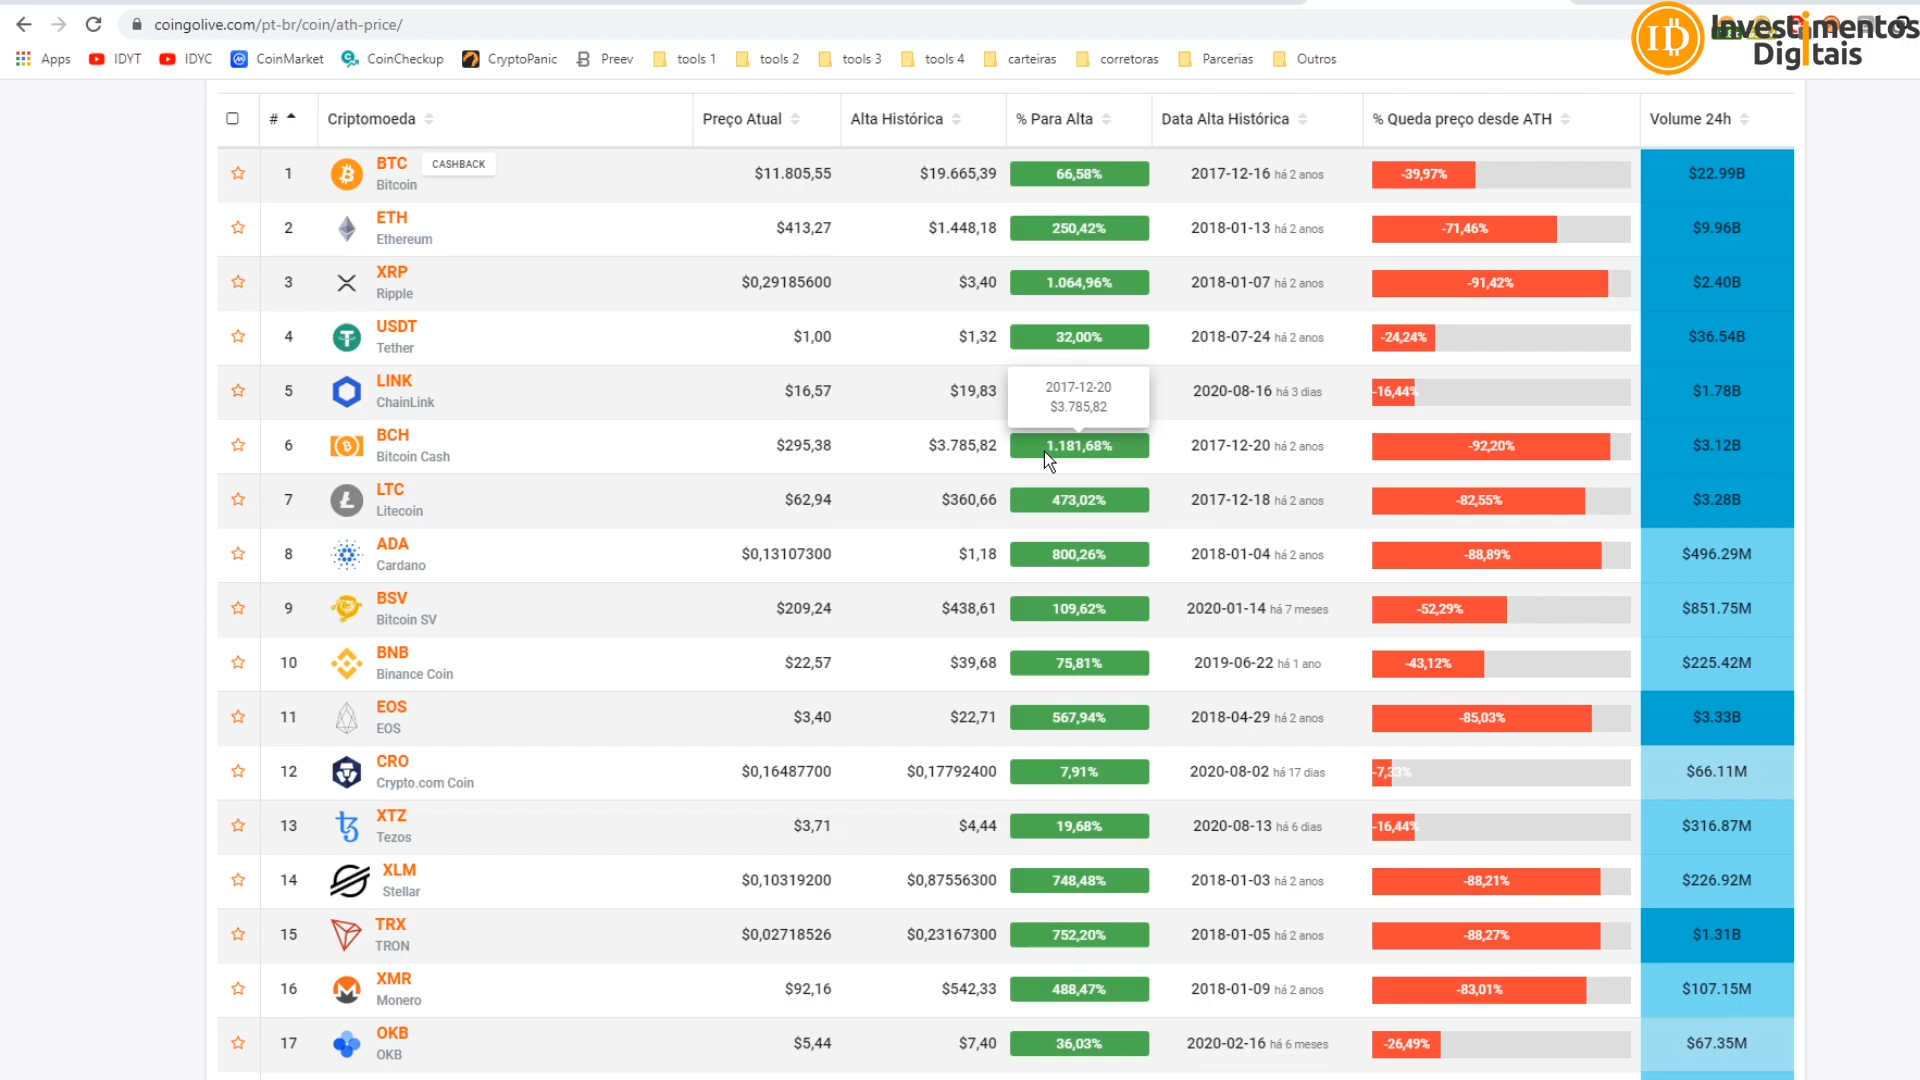 coingolive.com/pt-br/coin/ath-price/
Investimentos
Digitais
ID
Apps IDYT IDYC CoinMarket CoinCheckup CryptoPanic Preev tools 1 tools 2 tools 3 tools 4 carteiras corretoras Parcerias Outros
# Criptomoeda Preço Atual Alta Histórica % Para Alta Data Alta Histórica % Queda preço desde ATH Volume 24h
1 BTC CASHBACK $11.805,55 $19.665,39 66,58% 2017-12-16 há 2 anos -39,97% $22.99B
Bitcoin
2 ETH $413,27 $1.448,18 250,42% 2018-01-13 há 2 anos -71,46% $9.96B
Ethereum
3 XRP $0,29185600 $3,40 1.064,96% 2018-01-07 há 2 anos -91,42% $2.40B
Ripple
4 USDT $1,00 $1,32 32,00% 2018-07-24 há 2 anos -24,24% $36.54B
Tether
5 LINK $16,57 $19,83 2020-08-16 há 3 dias -16,44% $1.78B
ChainLink
2017-12-20
$3.785,82
6 BCH $295,38 $3.785,82 1.181,68% 2017-12-20 há 2 anos -92,20% $3.12B
Bitcoin Cash
7 LTC $62,94 $360,66 473,02% 2017-12-18 há 2 anos -82,55% $3.28B
Litecoin
8 ADA $0,13107300 $1,18 800,26% 2018-01-04 há 2 anos -88,89% $496.29M
Cardano
9 BSV $209,24 $438,61 109,62% 2020-01-14 há 7 meses -52,29% $851.75M
Bitcoin SV
10 BNB $22,57 $39,68 75,81% 2019-06-22 há 1 ano -43,12% $225.42M
Binance Coin
11 EOS $3,40 $22,71 567,94% 2018-04-29 há 2 anos -85,03% $3.33B
EOS
12 CRO $0,16487700 $0,17792400 7,91% 2020-08-02 há 17 dias -7,33% $66.11M
Crypto.com Coin
13 XTZ $3,71 $4,44 19,68% 2020-08-13 há 6 dias -16,44% $316.87M
Tezos
14 XLM $0,10319200 $0,87556300 748,48% 2018-01-03 há 2 anos -88,21% $226.92M
Stellar
15 TRX $0,02718526 $0,23167300 752,20% 2018-01-05 há 2 anos -88,27% $1.31B
TRON
16 XMR $92,16 $542,33 488,47% 2018-01-09 há 2 anos -83,01% $107.15M
Monero
17 OKB $5,44 $7,40 36,03% 2020-02-16 há 6 meses -26,49% $67.35M
OKB